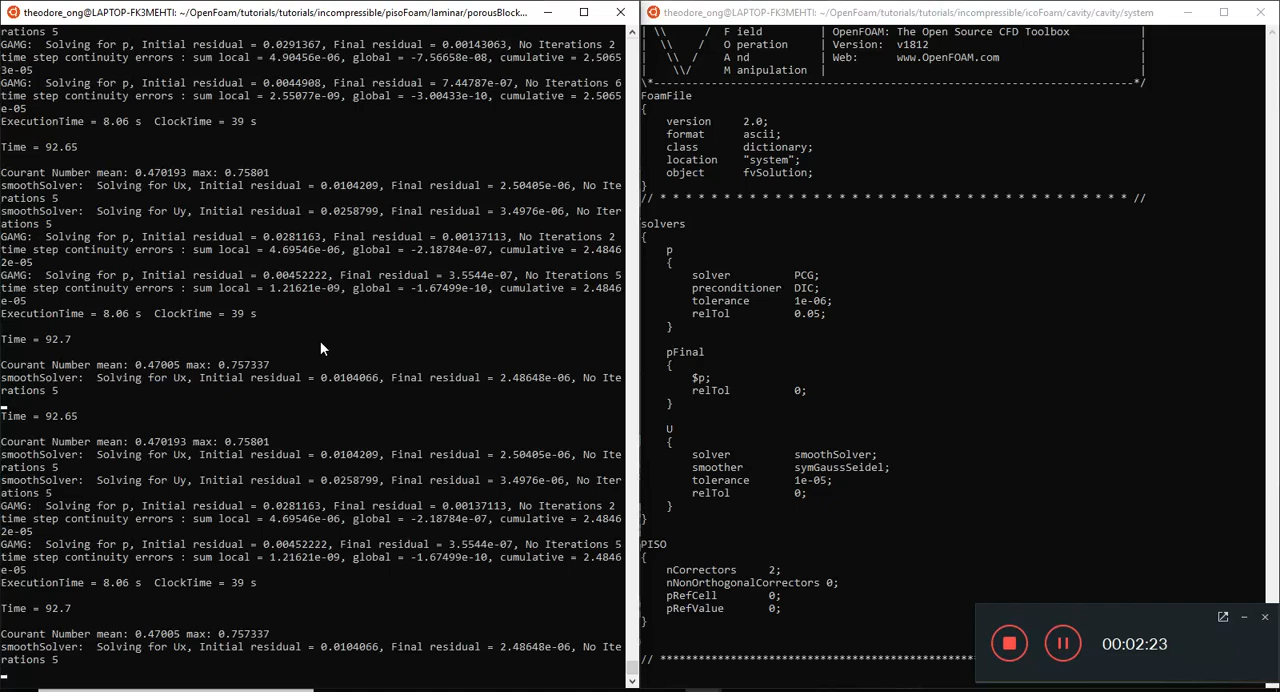 theodore_ong@LAPTOP-FK3MEHTI: ~/OpenFoam/tutorials/tutorials/incompressible/pisoFoam/laminar/porousBlock...
rations 5
GAMG:  Solving for p, Initial residual = 0.0291367, Final residual = 0.00143063, No Iterations 2
time step continuity errors : sum local = 4.90456e-06, global = -7.56658e-08, cumulative = 2.5065
3e-05
GAMG:  Solving for p, Initial residual = 0.0044908, Final residual = 7.44787e-07, No Iterations 6
time step continuity errors : sum local = 2.55077e-09, global = -3.00433e-10, cumulative = 2.5065
e-05
ExecutionTime = 8.06 s  ClockTime = 39 s
Time = 92.65
Courant Number mean: 0.470193 max: 0.75801
smoothSolver:  Solving for Ux, Initial residual = 0.0104209, Final residual = 2.50405e-06, No Ite
rations 5
smoothSolver:  Solving for Uy, Initial residual = 0.0258799, Final residual = 3.4976e-06, No Iter
ations 5
GAMG:  Solving for p, Initial residual = 0.0281163, Final residual = 0.00137113, No Iterations 2
time step continuity errors : sum local = 4.69546e-06, global = -2.18784e-07, cumulative = 2.4846
2e-05
GAMG:  Solving for p, Initial residual = 0.00452222, Final residual = 3.5544e-07, No Iterations 5
time step continuity errors : sum local = 1.21621e-09, global = -1.67499e-10, cumulative = 2.4846
e-05
ExecutionTime = 8.06 s  ClockTime = 39 s
Time = 92.7
Courant Number mean: 0.47005 max: 0.757337
smoothSolver:  Solving for Ux, Initial residual = 0.0104066, Final residual = 2.48648e-06, No Ite
rations 5
Time = 92.65
Courant Number mean: 0.470193 max: 0.75801
smoothSolver:  Solving for Ux, Initial residual = 0.0104209, Final residual = 2.50405e-06, No Ite
rations 5
smoothSolver:  Solving for Uy, Initial residual = 0.0258799, Final residual = 3.4976e-06, No Iter
ations 5
GAMG:  Solving for p, Initial residual = 0.0281163, Final residual = 0.00137113, No Iterations 2
time step continuity errors : sum local = 4.69546e-06, global = -2.18784e-07, cumulative = 2.4846
2e-05
GAMG:  Solving for p, Initial residual = 0.00452222, Final residual = 3.5544e-07, No Iterations 5
time step continuity errors : sum local = 1.21621e-09, global = -1.67499e-10, cumulative = 2.4846
e-05
ExecutionTime = 8.06 s  ClockTime = 39 s
Time = 92.7
Courant Number mean: 0.47005 max: 0.757337
smoothSolver:  Solving for Ux, Initial residual = 0.0104066, Final residual = 2.48648e-06, No Ite
rations 5
theodore_ong@LAPTOP-FK3MEHTI: ~/OpenFoam/tutorials/tutorials/incompressible/icoFoam/cavity/cavity/system
| \\      /  F ield         | OpenFOAM: The Open Source CFD Toolbox           |
|  \\    /   O peration     | Version:  v1812                                 |
|   \\  /    A nd           | Web:      www.OpenFOAM.com                      |
|    \\/     M anipulation  |                                                 |
\*---------------------------------------------------------------------------*/
FoamFile
{
    version     2.0;
    format      ascii;
    class       dictionary;
    location    "system";
    object      fvSolution;
}
// * * * * * * * * * * * * * * * * * * * * * * * * * * * * * * * * * * * * * //
solvers
{
    p
    {
        solver          PCG;
        preconditioner  DIC;
        tolerance       1e-06;
        relTol          0.05;
    }
    pFinal
    {
        $p;
        relTol          0;
    }
    U
    {
        solver          smoothSolver;
        smoother        symGaussSeidel;
        tolerance       1e-05;
        relTol          0;
    }
}
PISO
{
    nCorrectors     2;
    nNonOrthogonalCorrectors 0;
    pRefCell        0;
    pRefValue       0;
}
// *******************************************
00:02:23